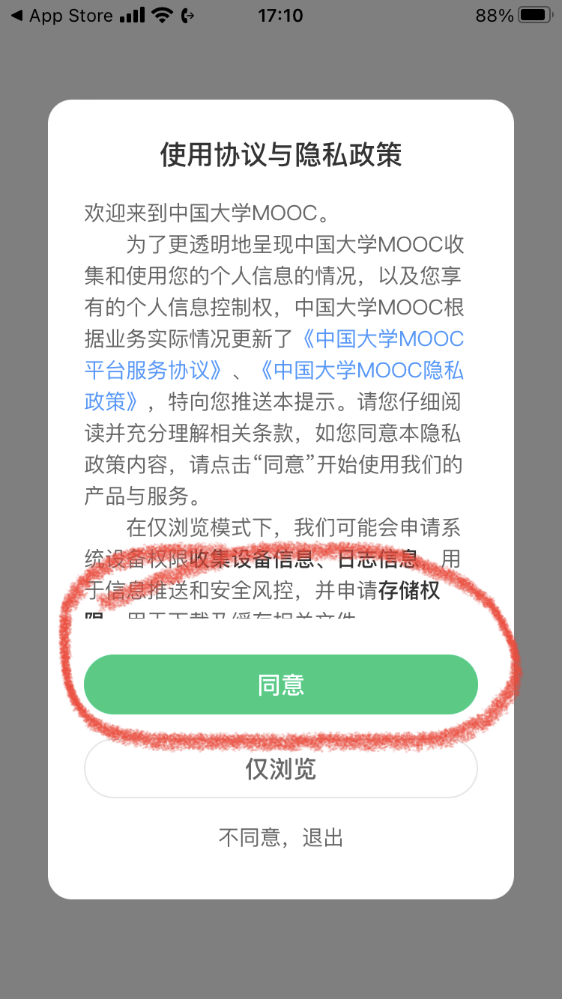 App Store
17:10
88%
使用协议与隐私政策
欢迎来到中国大学MOOC。
为了更透明地呈现中国大学MOOC收
集和使用您的个人信息的情况，以及您享
有的个人信息控制权，中国大学MOOC根
据业务实际情况更新了《中国大学MOOC
平台服务协议》、《中国大学MOOC隐私
政策》，特向您推送本提示。请您仔细阅
读并充分理解相关条款，如您同意本隐私
政策内容，请点击“同意”开始使用我们的
产品与服务。
在仅浏览模式下，我们可能会申请系
统设备权限收集设备信息、日志信息，用
于信息推送和安全风控，并申请存储权
限，用于下载及缓存相关文件。
同意
仅浏览
不同意，退出